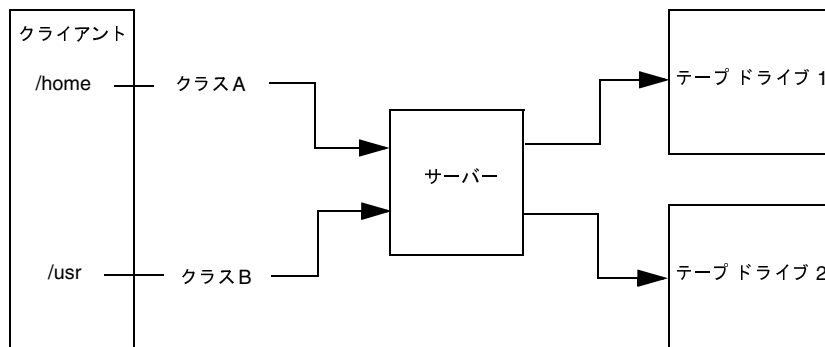 クライアント
/home
クラスA
テープ ドライブ 1
サーバー
/usr
クラスB
テープ ドライブ 2